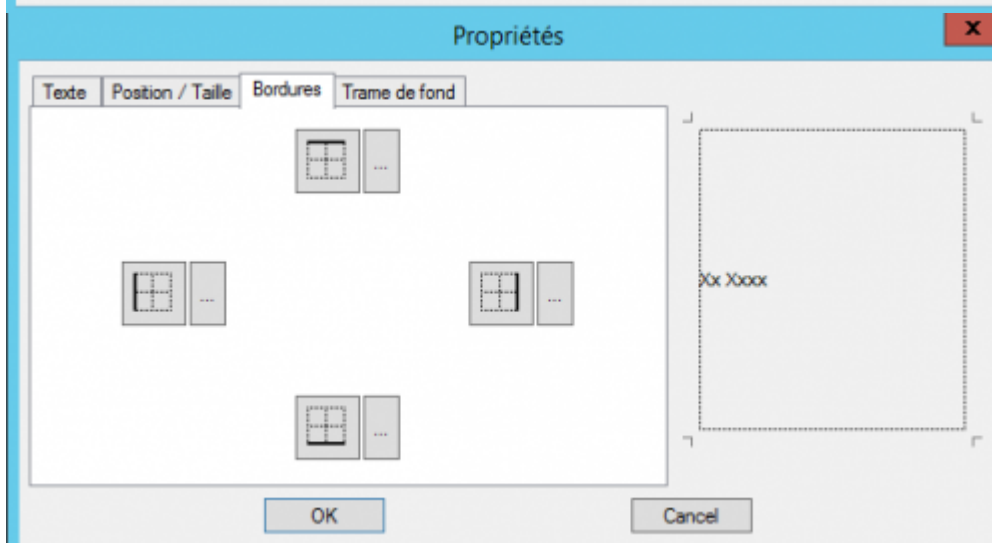 Propriétés
x
Texte
Position / Taille
Bordures
Trame de fond
...
... ...
Xx Xxxx
...
OK
Cancel